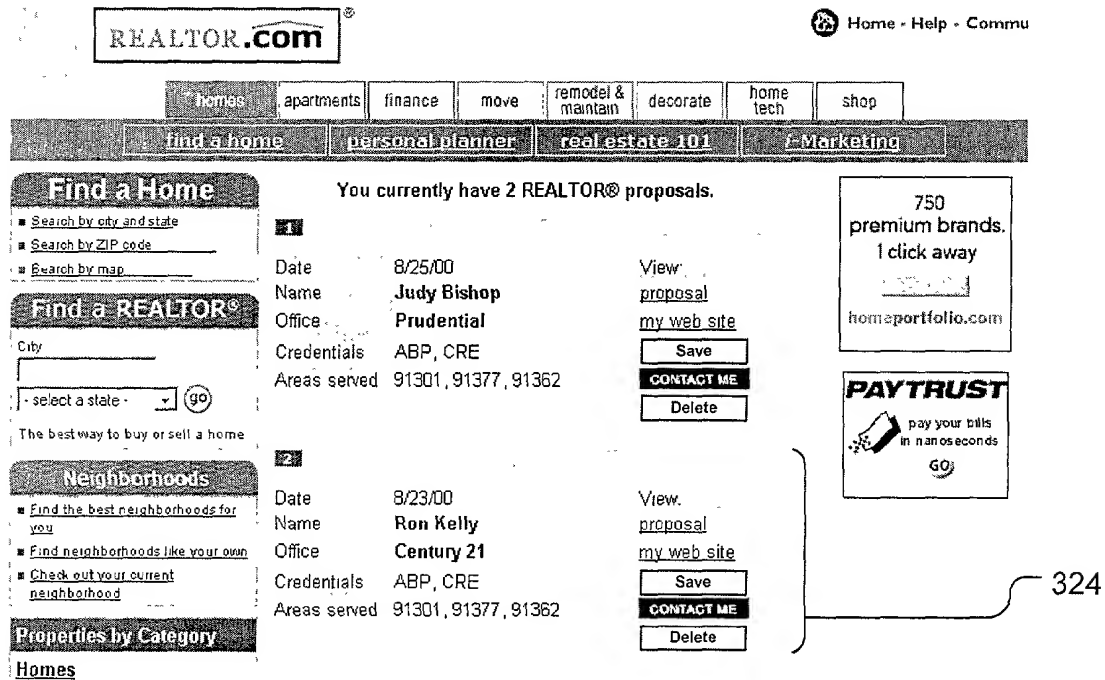 REALTOR.com®
Home - Help - Commu
homes
apartments
finance
move
remodel & maintain
decorate
home tech
shop
find a home
personal planner
real estate 101
i-Marketing
Find a Home
Search by city and state
Search by ZIP code
Search by map
Find a REALTOR®
City
- select a state -
go
The best way to buy or sell a home
Neighborhoods
Find the best neighborhoods for
you
Find neighborhoods like your own
Check out your current
neighborhood
Properties by Category
Homes
You currently have 2 REALTOR® proposals.
1
Date 8/25/00 View:
Name Judy Bishop proposal
Office Prudential my web site
Credentials ABP, CRE Save
Areas served 91301, 91377, 91362 CONTACT ME
Delete
2
Date 8/23/00 View.
Name Ron Kelly proposal
Office Century 21 my web site
Credentials ABP, CRE Save
Areas served 91301, 91377, 91362 CONTACT ME
Delete
324
750
premium brands.
1 click away
homeportfolio.com
PAYTRUST
pay your bills
in nanoseconds
GO